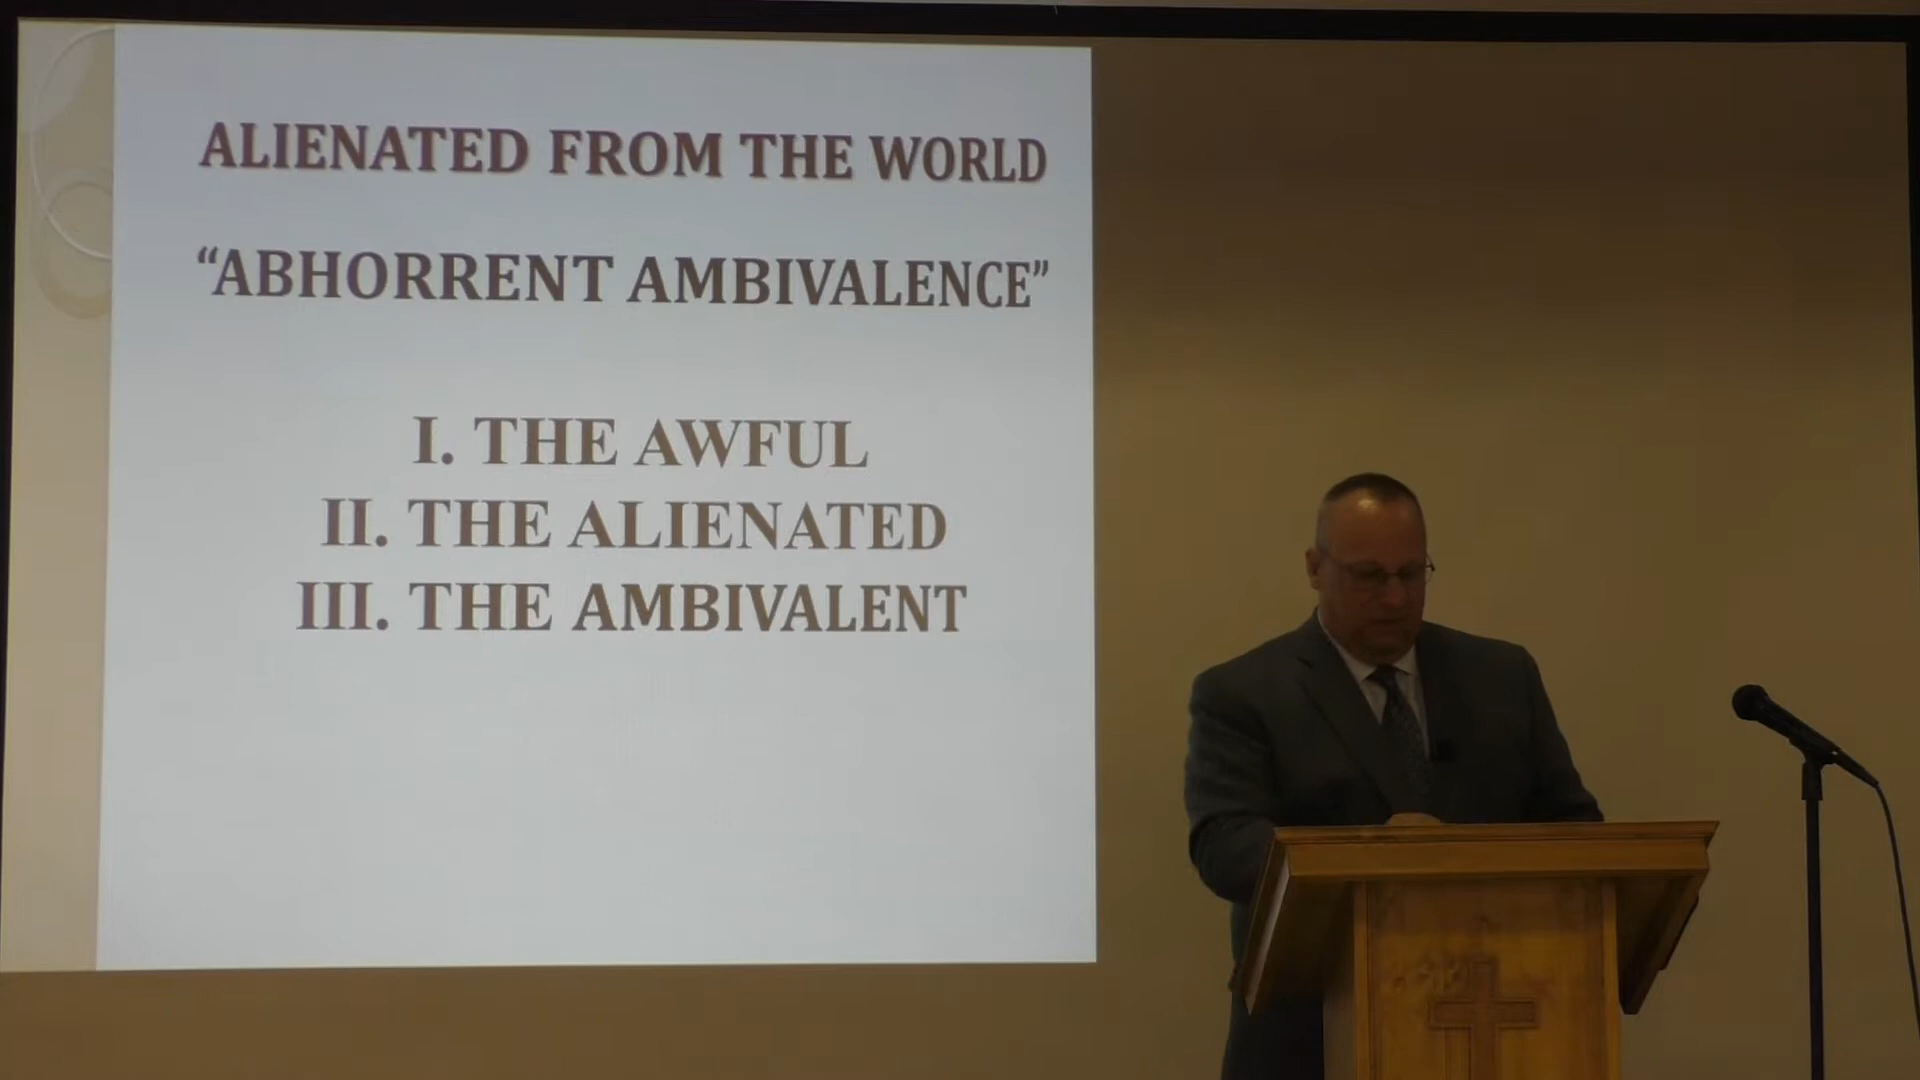 ALIENATED FROM THE WORLD
“ABHORRENT AMBIVALENCE”
I. THE AWFUL
II. THE ALIENATED
III. THE AMBIVALENT